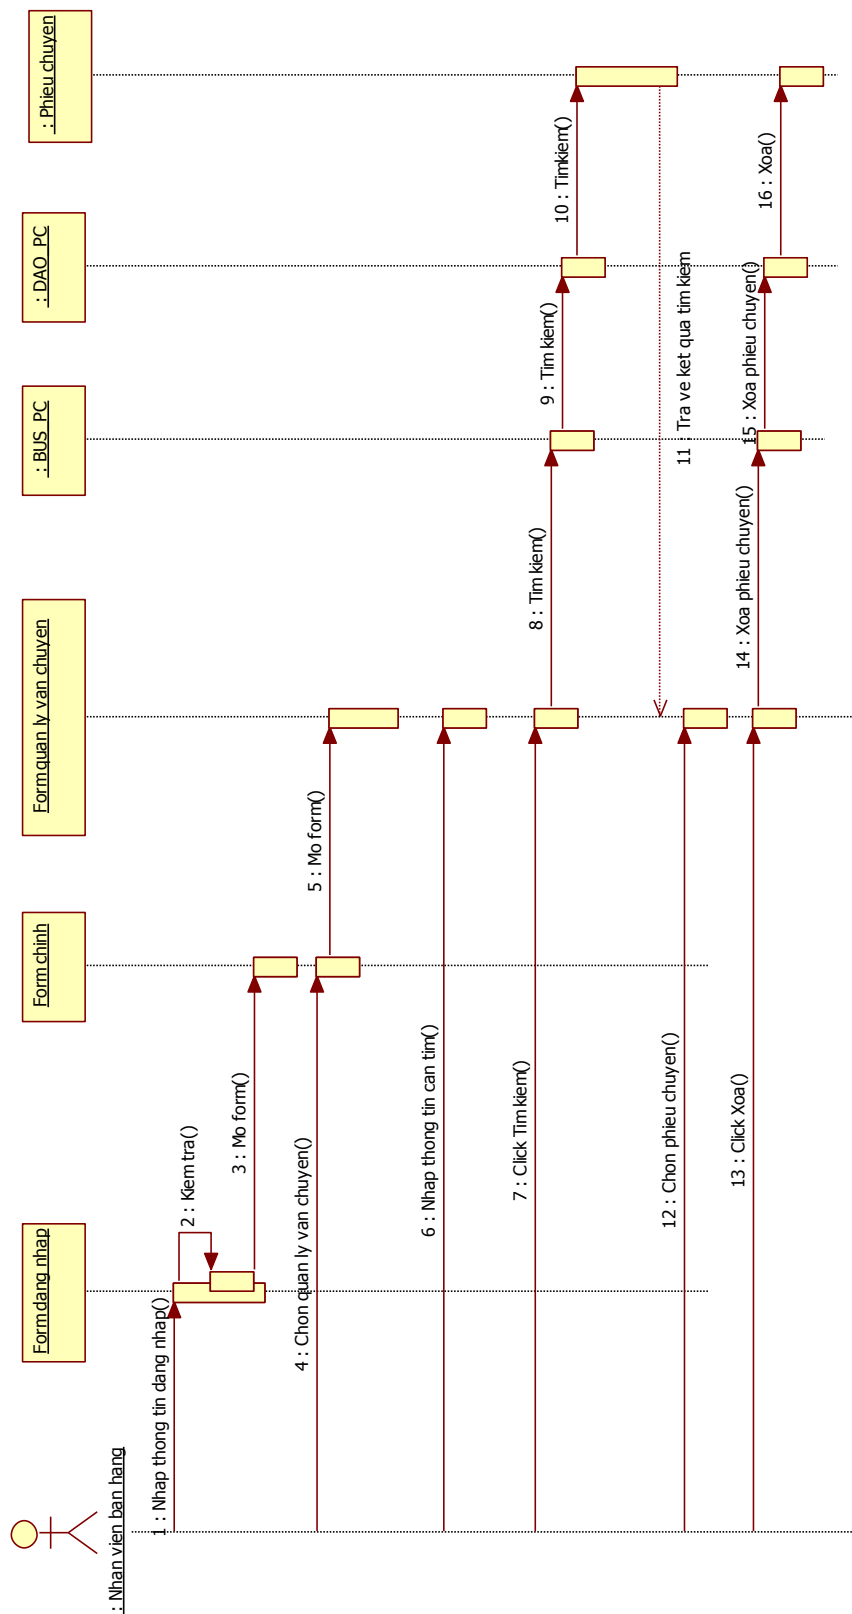 : Nhan vien ban hang
Form dang nhap
Form chinh
Form quan ly van chuyen
: BUS_PC
: DAO_PC
: Phieu chuyen
1 : Nhap thong tin dang nhap()
2 : Kiem tra()
3 : Mo form()
4 : Chon quan ly van chuyen()
5 : Mo form()
6 : Nhap thong tin can tim()
7 : Click Tim kiem()
8 : Tim kiem()
9 : Tim kiem()
10 : Timkiem()
11 : Tra ve ket qua tim kiem
12 : Chon phieu chuyen()
13 : Click Xoa()
14 : Xoa phieu chuyen()
15 : Xoa phieu chuyen()
16 : Xoa()